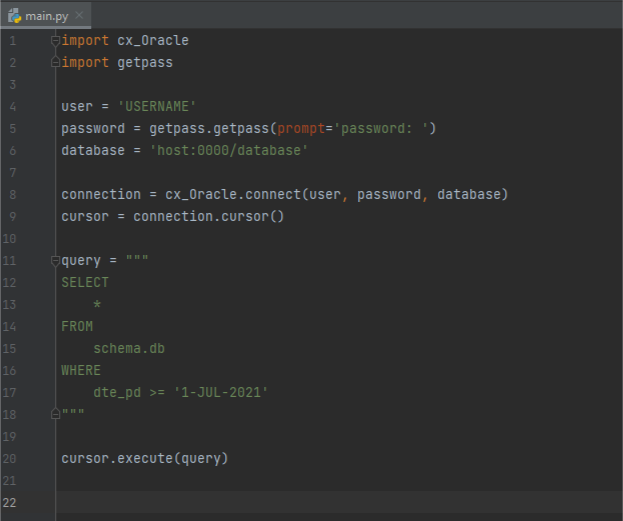 main.py
1 import cx_Oracle
2 import getpass
3
4 user = 'USERNAME'
5 password = getpass.getpass(prompt='password: ')
6 database = 'host:0000/database'
7
8 connection = cx_Oracle.connect(user, password, database)
9 cursor = connection.cursor()
10
11 query = """
12 SELECT
13     *
14 FROM
15     schema.db
16 WHERE
17     dte_pd >= '1-JUL-2021'
18 """
19
20 cursor.execute(query)
21
22